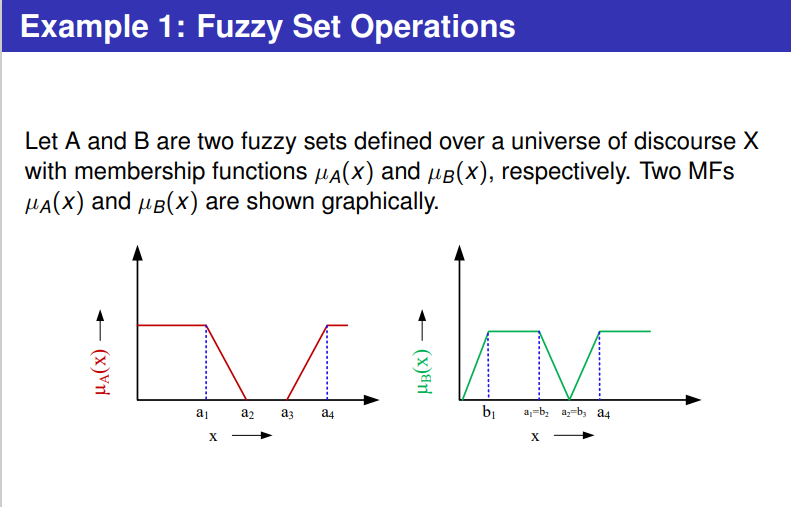 Example 1: Fuzzy Set Operations
Let A and B are two fuzzy sets defined over a universe of discourse X
with membership functions μA(x) and μB(x), respectively. Two MFs
μA(x) and μB(x) are shown graphically.
μA(x)
a1 a2 a3 a4
x
μB(x)
b1 a1=b2 a2=b3 a4
x